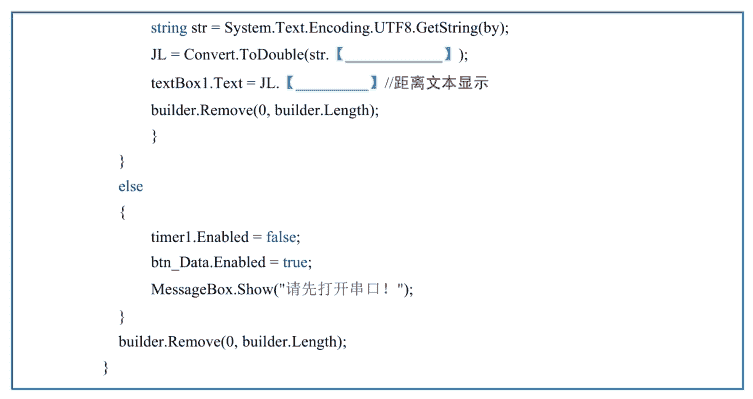 string str = System.Text.Encoding.UTF8.GetString(by);
JL = Convert.ToDouble(str.【____________】);
textBox1.Text = JL.【_________】//距离文本显示
builder.Remove(0, builder.Length);
}
}
else
{
timer1.Enabled = false;
btn_Data.Enabled = true;
MessageBox.Show("请先打开串口！");
}
builder.Remove(0, builder.Length);
}